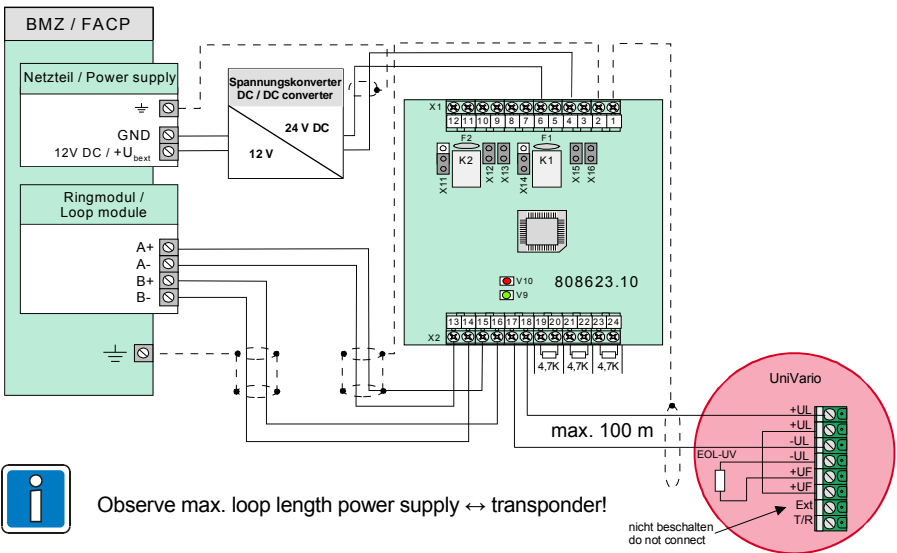 BMZ / FACP
Netzteil / Power supply
GND
12V DC / +Ubext
Spannungskonverter
DC / DC converter
24 V DC
12 V
Ringmodul /
Loop module
A+
A-
B+
B-
X1
12 11 10 9 8 7 6 5 4 3 2 1
F2
F1
K2
K1
X11
X12
X13
X14
X15
X16
V10
V9
808623.10
13 14 15 16 17 18 19 20 21 22 23 24
X2
4,7K
4,7K
4,7K
max. 100 m
UniVario
+UL
+UL
-UL
-UL
+UF
+UF
Ext
T/R
EOL-UV
nicht beschalten
do not connect
i
Observe max. loop length power supply ↔ transponder!